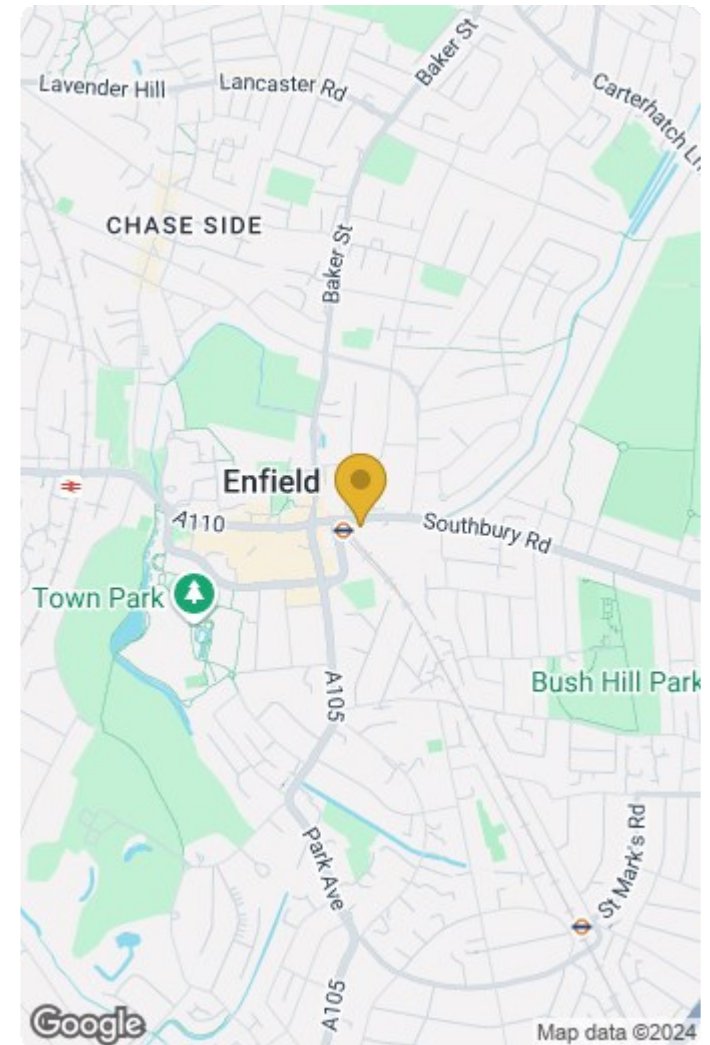 Baker St
Lavender Hill
Lancaster Rd
Carterhatch Ln
CHASE SIDE
Baker St
Enfield
A110
Southbury Rd
Town Park
A105
Bush Hill Park
Park Ave
St Mark's Rd
A105
Google
Map data ©2024